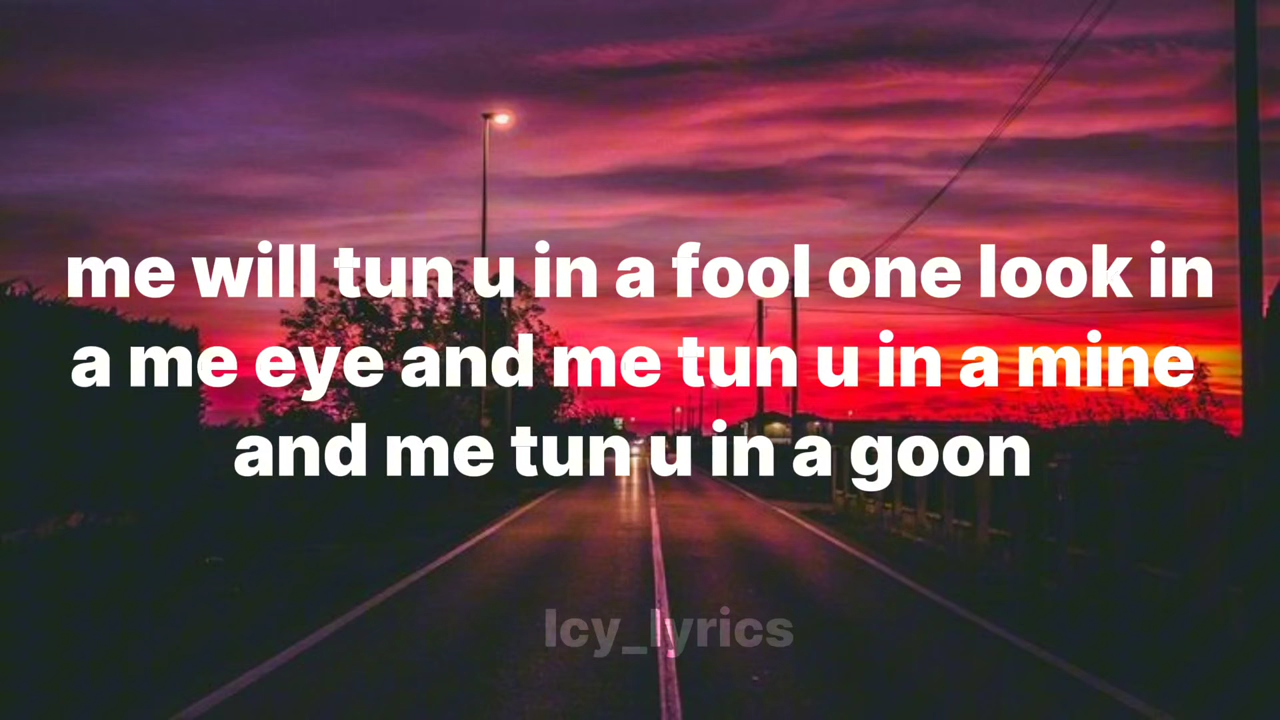 me will tun u in a fool one look in
a me eye and me tun u in a mine
and me tun u in a goon
Icy_lyrics